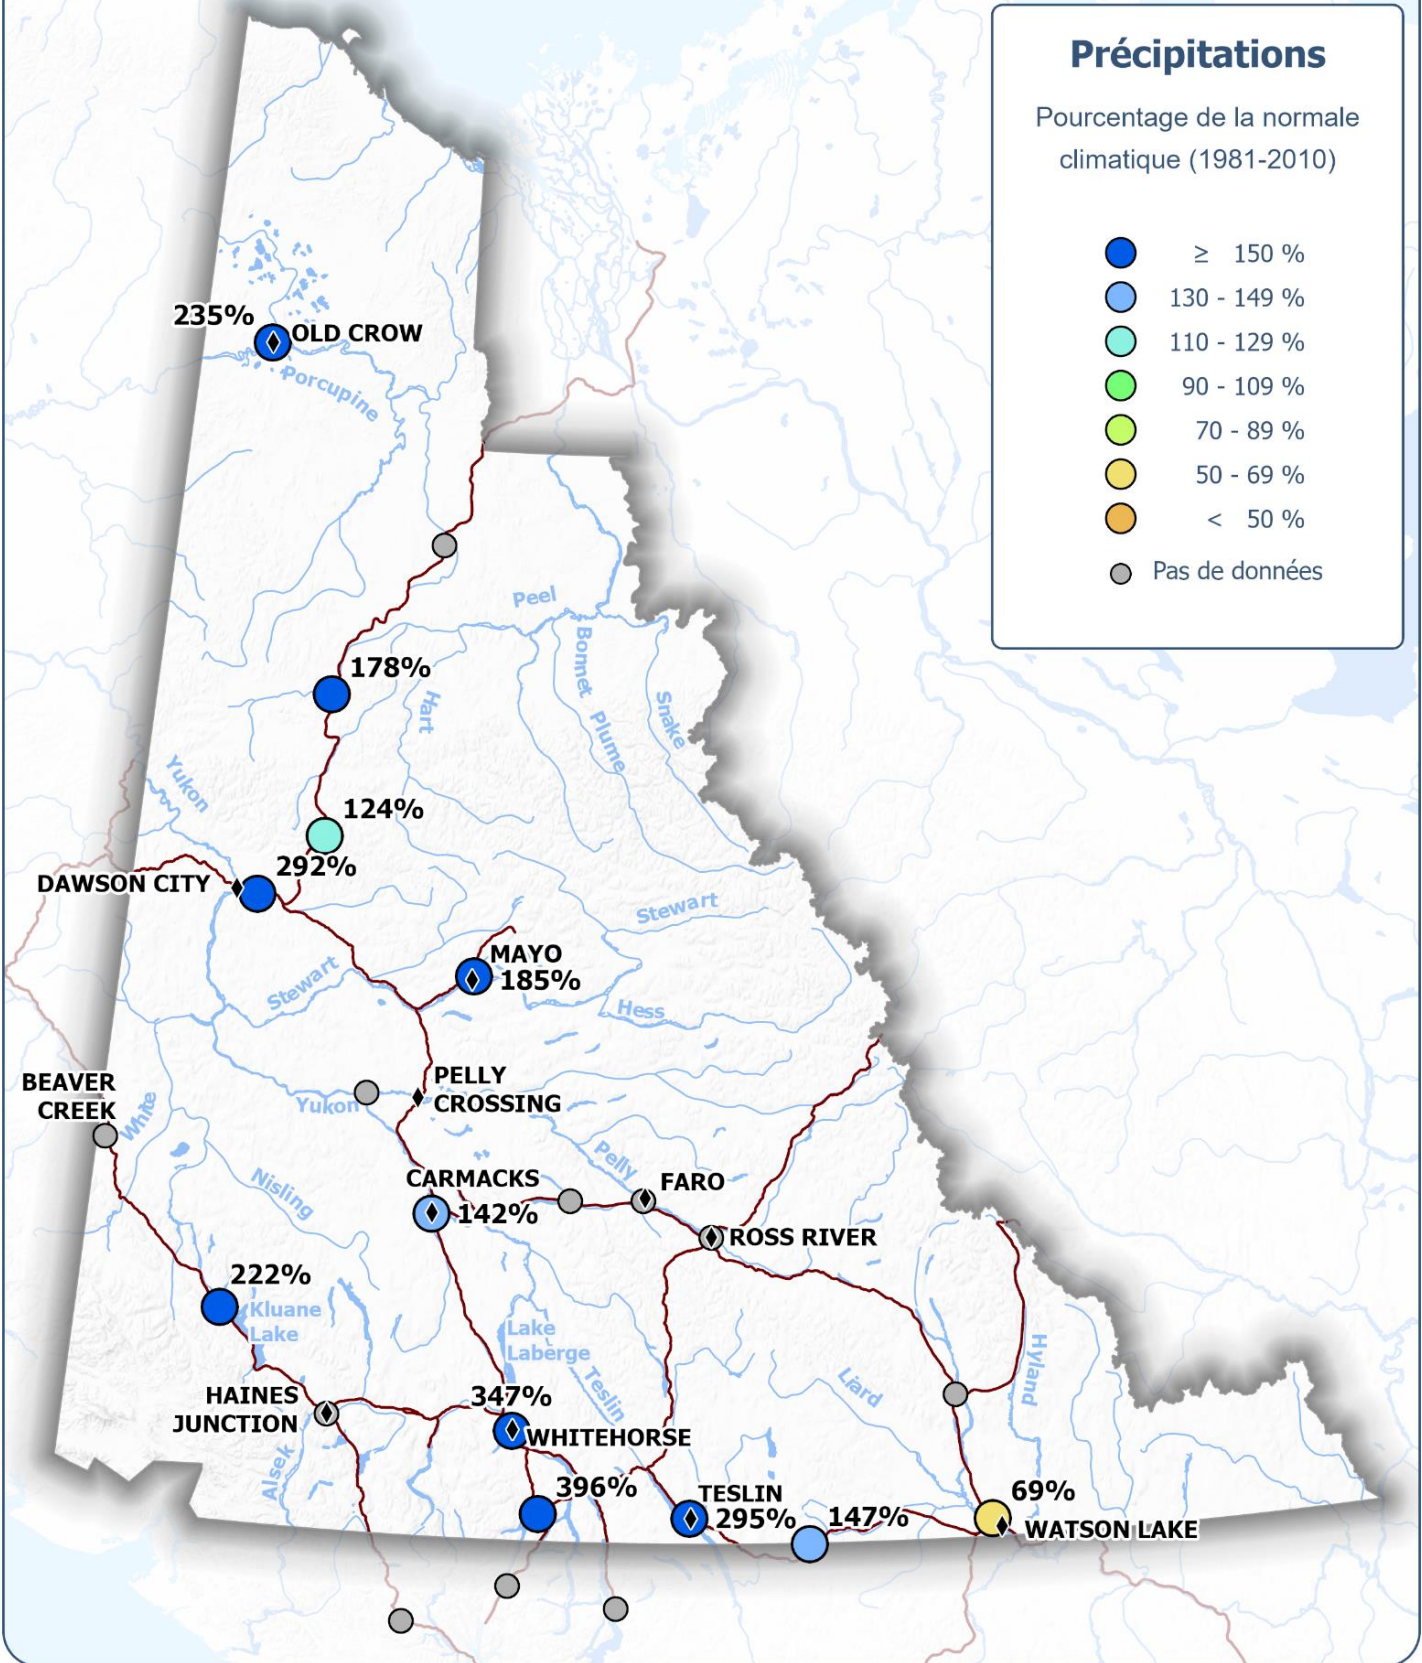 Précipitations
Pourcentage de la normale
climatique (1981-2010)
≥ 150 %
130 - 149 %
110 - 129 %
90 - 109 %
70 - 89 %
50 - 69 %
< 50 %
Pas de données
235%
OLD CROW
Porcupine
Peel
Bonnet Plume
Snake
Hart
178%
Yukon
124%
292%
DAWSON CITY
Stewart
MAYO
185%
Stewart
Hess
BEAVER
CREEK
White
PELLY
CROSSING
Yukon
Pelly
Nisling
CARMACKS
142%
FARO
ROSS RIVER
222%
Kluane
Lake
Lake
Laberge
Teslin
Liard
Hyland
HAINES
JUNCTION
347%
WHITEHORSE
Alsek
396%
TESLIN
295%
147%
69%
WATSON LAKE